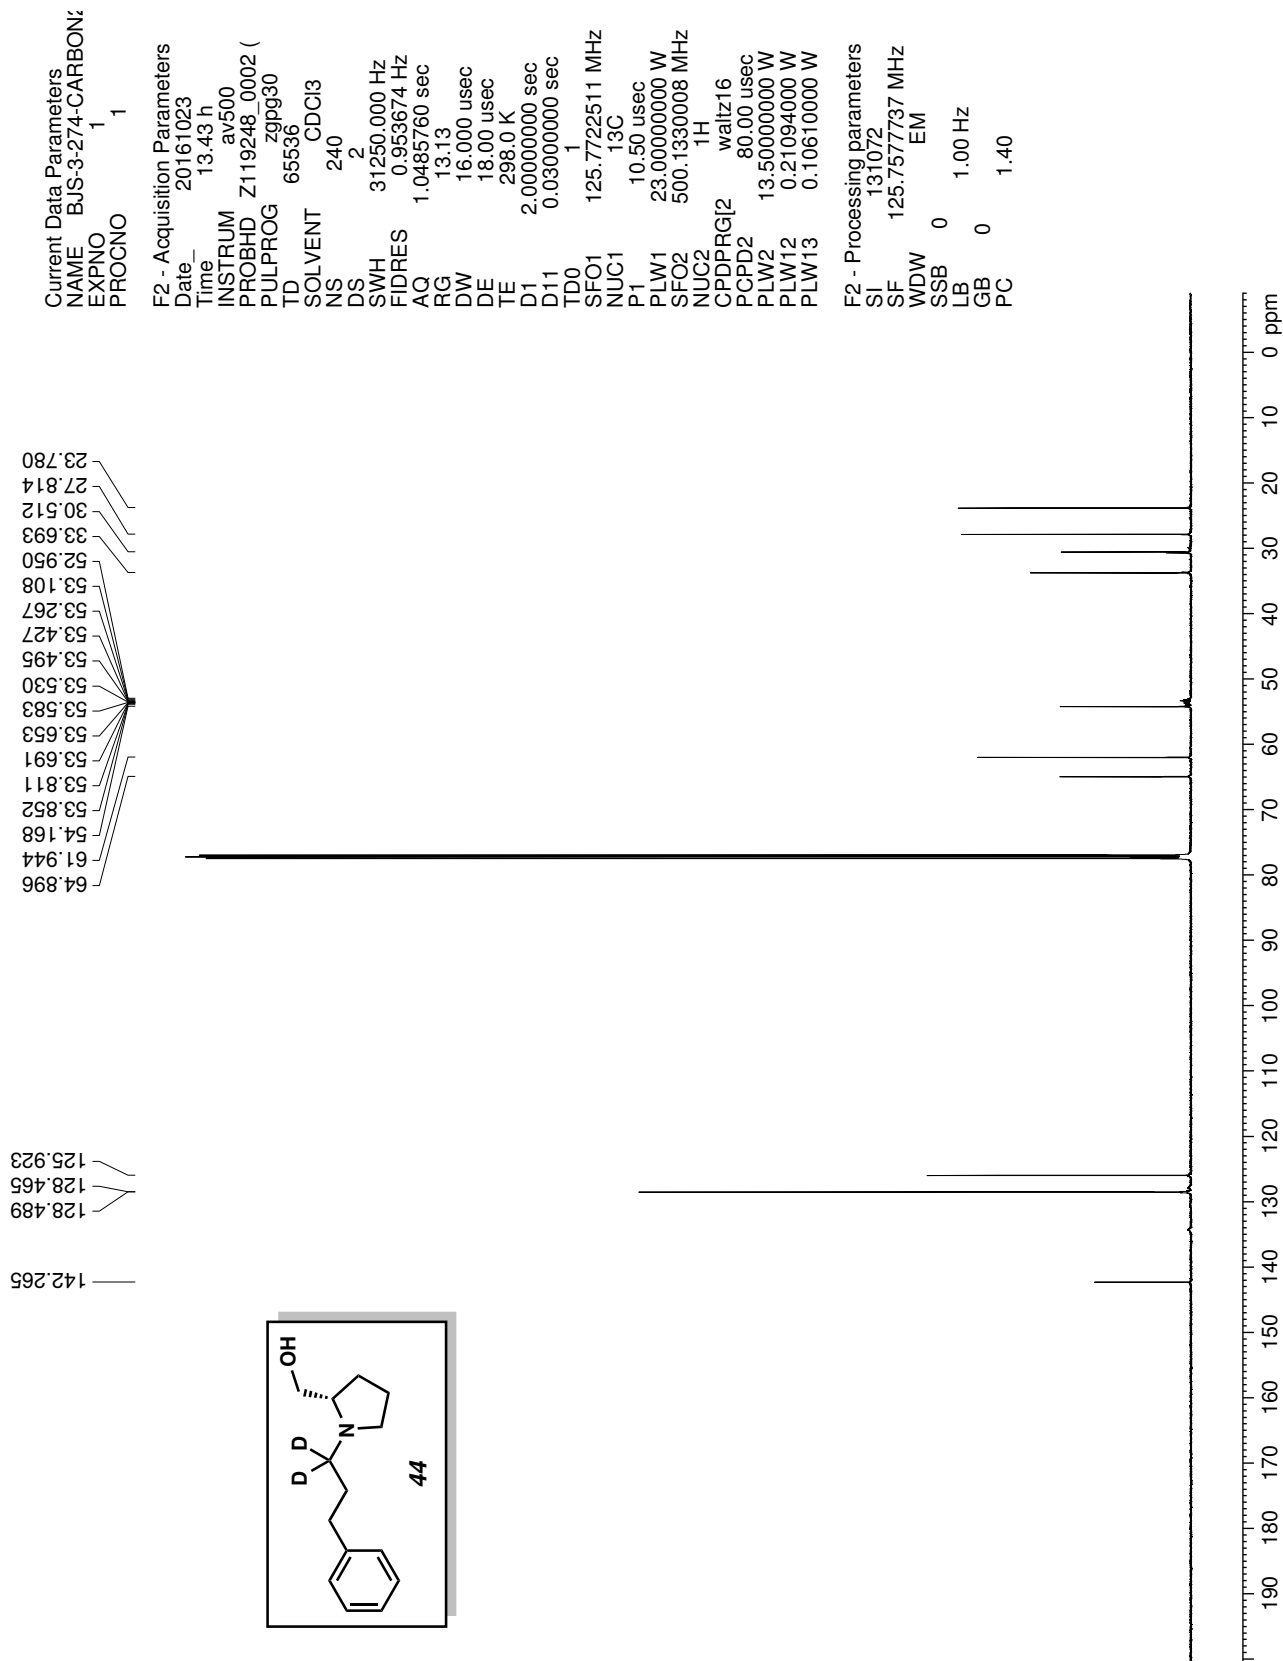 Current Data Parameters
NAME BJS-3-274-CARBON2
EXPNO 1
PROCNO 1
F2 - Acquisition Parameters
Date_ 20161023
Time 13.43 h
INSTRUM av500
PROBHD Z119248_0002 (
PULPROG zgpg30
TD 65536
SOLVENT CDCl3
NS 240
DS 2
SWH 31250.000 Hz
FIDRES 0.953674 Hz
AQ 1.0485760 sec
RG 13.13
DW 16.000 usec
DE 18.00 usec
TE 298.0 K
D1 2.00000000 sec
D11 0.03000000 sec
TD0 1
SFO1 125.7722511 MHz
NUC1 13C
P1 10.50 usec
PLW1 23.00000000 W
SFO2 500.1330008 MHz
NUC2 1H
CPDPRG[2 waltz16
PCPD2 80.00 usec
PLW2 13.50000000 W
PLW12 0.21094000 W
PLW13 0.10610000 W
F2 - Processing parameters
SI 131072
SF 125.7577737 MHz
WDW EM
SSB 0
LB 1.00 Hz
GB 0
PC 1.40
142.265
128.489
128.465
125.923
64.896
61.944
54.168
53.852
53.811
53.691
53.653
53.583
53.530
53.495
53.427
53.267
53.108
52.950
33.693
30.512
27.814
23.780
OH
D D
N
44
190 180 170 160 150 140 130 120 110 100 90 80 70 60 50 40 30 20 10 0 ppm